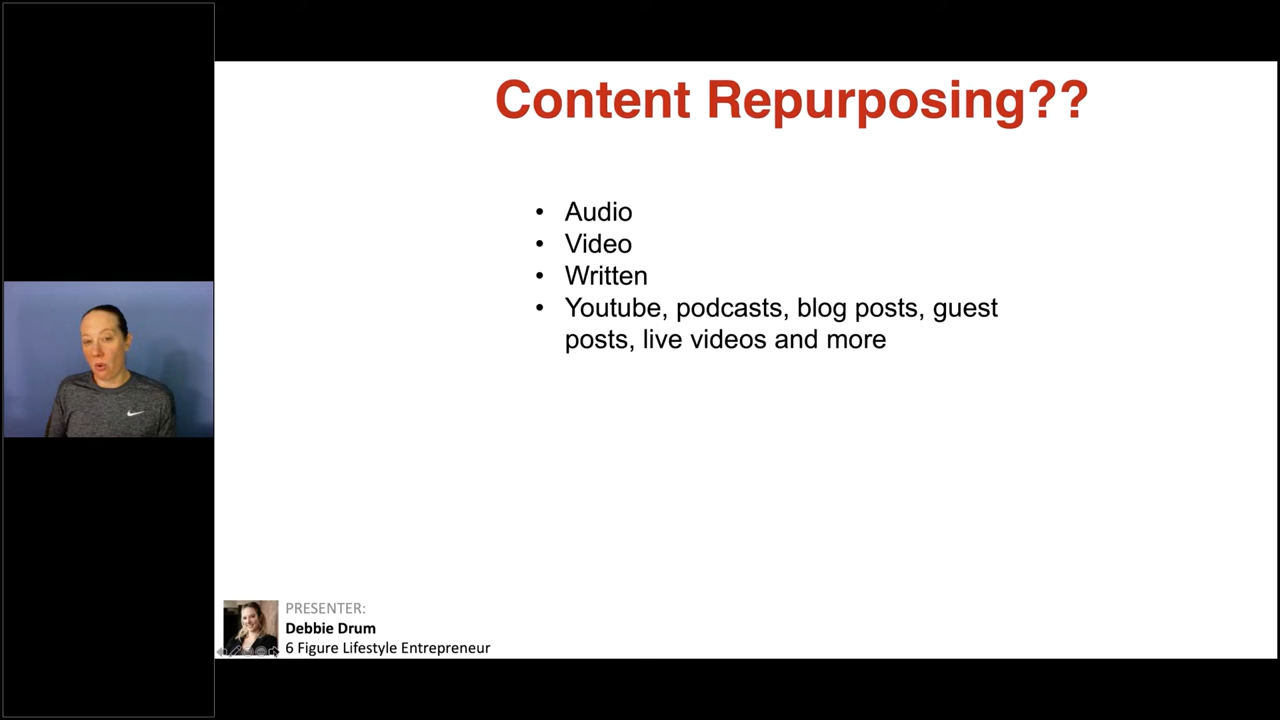 Content Repurposing??
• Audio
• Video
• Written
• Youtube, podcasts, blog posts, guest
posts, live videos and more
PRESENTER:
Debbie Drum
6 Figure Lifestyle Entrepreneur